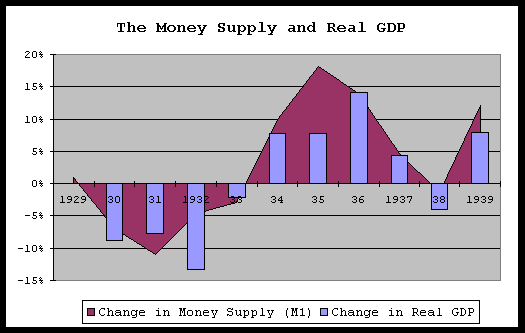 The Money Supply and Real GDP
20%
15%
10%
5%
0%
1929 30 31 1932 33 34 35 36 1937 38 1939
-5%
-10%
-15%
Change in Money Supply (M1) Change in Real GDP